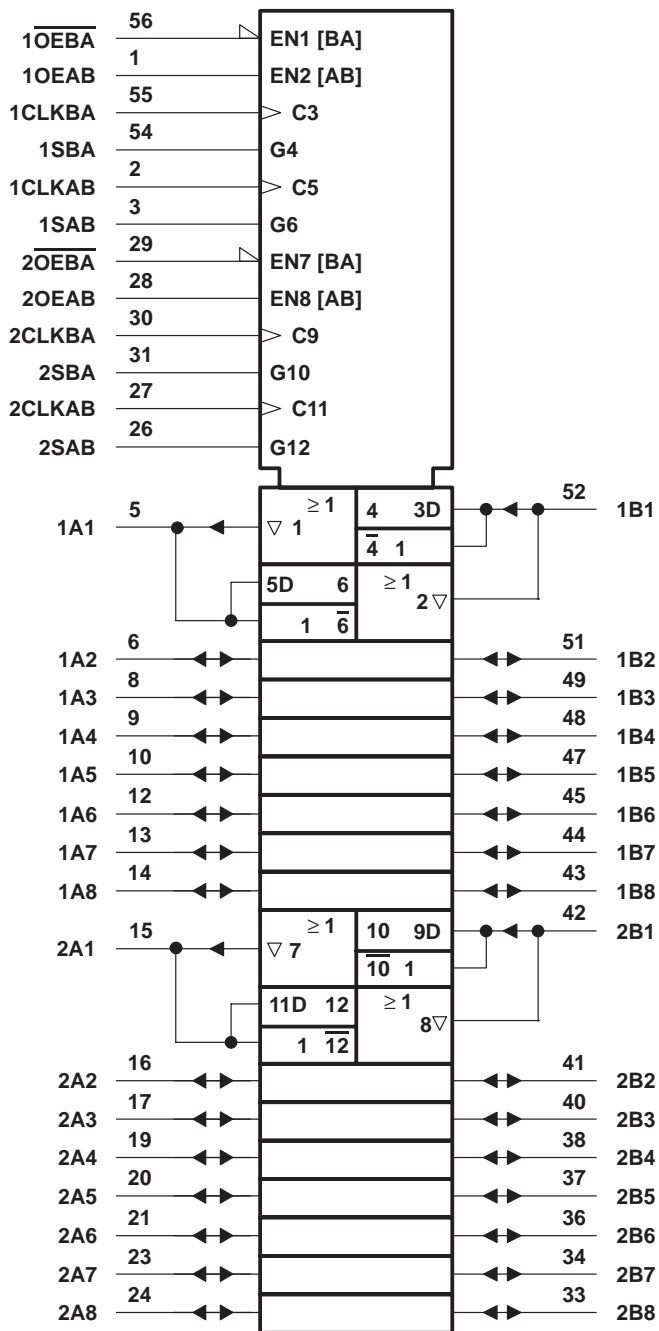 56
1OEBA EN1 [BA]
1
1OEAB EN2 [AB]
55
1CLKBA C3
54
1SBA G4
2
1CLKAB C5
3
1SAB G6
29
2OEBA EN7 [BA]
28
2OEAB EN8 [AB]
30
2CLKBA C9
31
2SBA G10
27
2CLKAB C11
26
2SAB G12
5 ≥ 1 4 3D 52
1A1 ▽ 1 1B1
4̅ 1
5D 6 ≥ 1
2 ▽
1 6̅
6 51
1A2 1B2
8 49
1A3 1B3
9 48
1A4 1B4
10 47
1A5 1B5
12 45
1A6 1B6
13 44
1A7 1B7
14 43
1A8 1B8
15 ≥ 1 10 9D 42
2A1 ▽ 7 2B1
1̅0̅ 1
11D 12 ≥ 1
8▽
1 1̅2̅
16 41
2A2 2B2
17 40
2A3 2B3
19 38
2A4 2B4
20 37
2A5 2B5
21 36
2A6 2B6
23 34
2A7 2B7
24 33
2A8 2B8